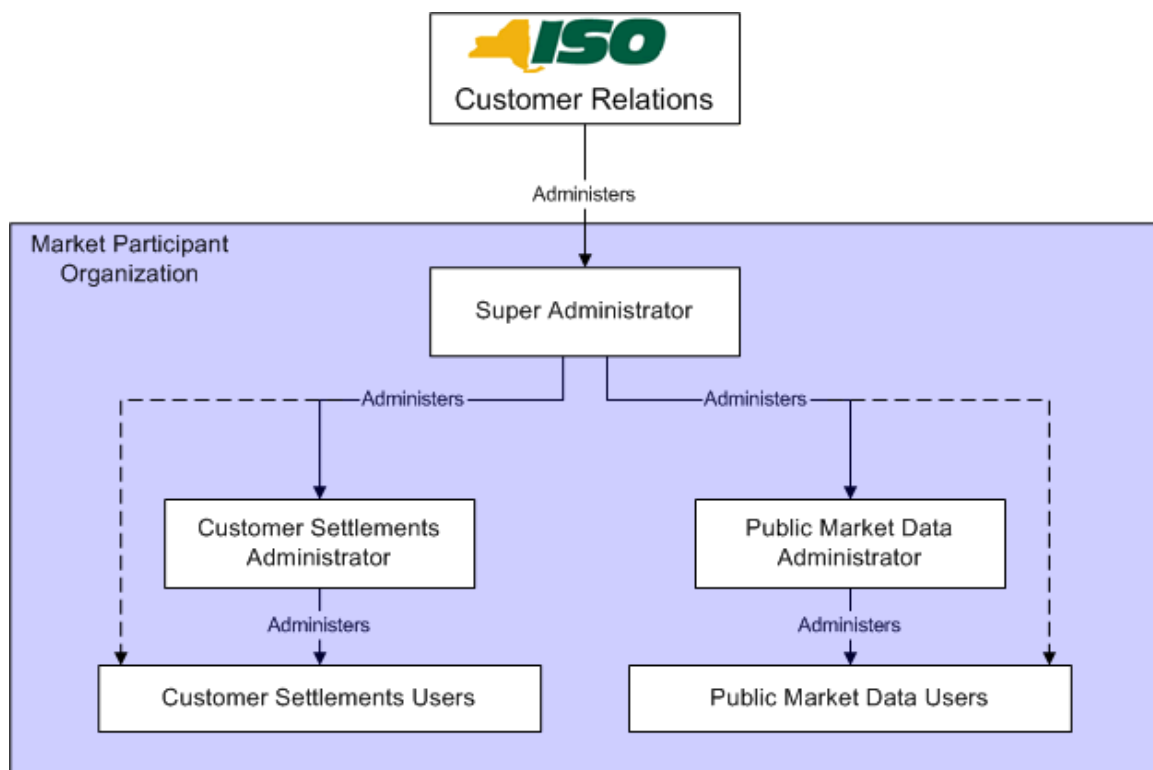 ISO
Customer Relations
Administers
Market Participant
Organization
Super Administrator
Administers
Administers
Customer Settlements
Administrator
Public Market Data
Administrator
Administers
Administers
Customer Settlements Users
Public Market Data Users